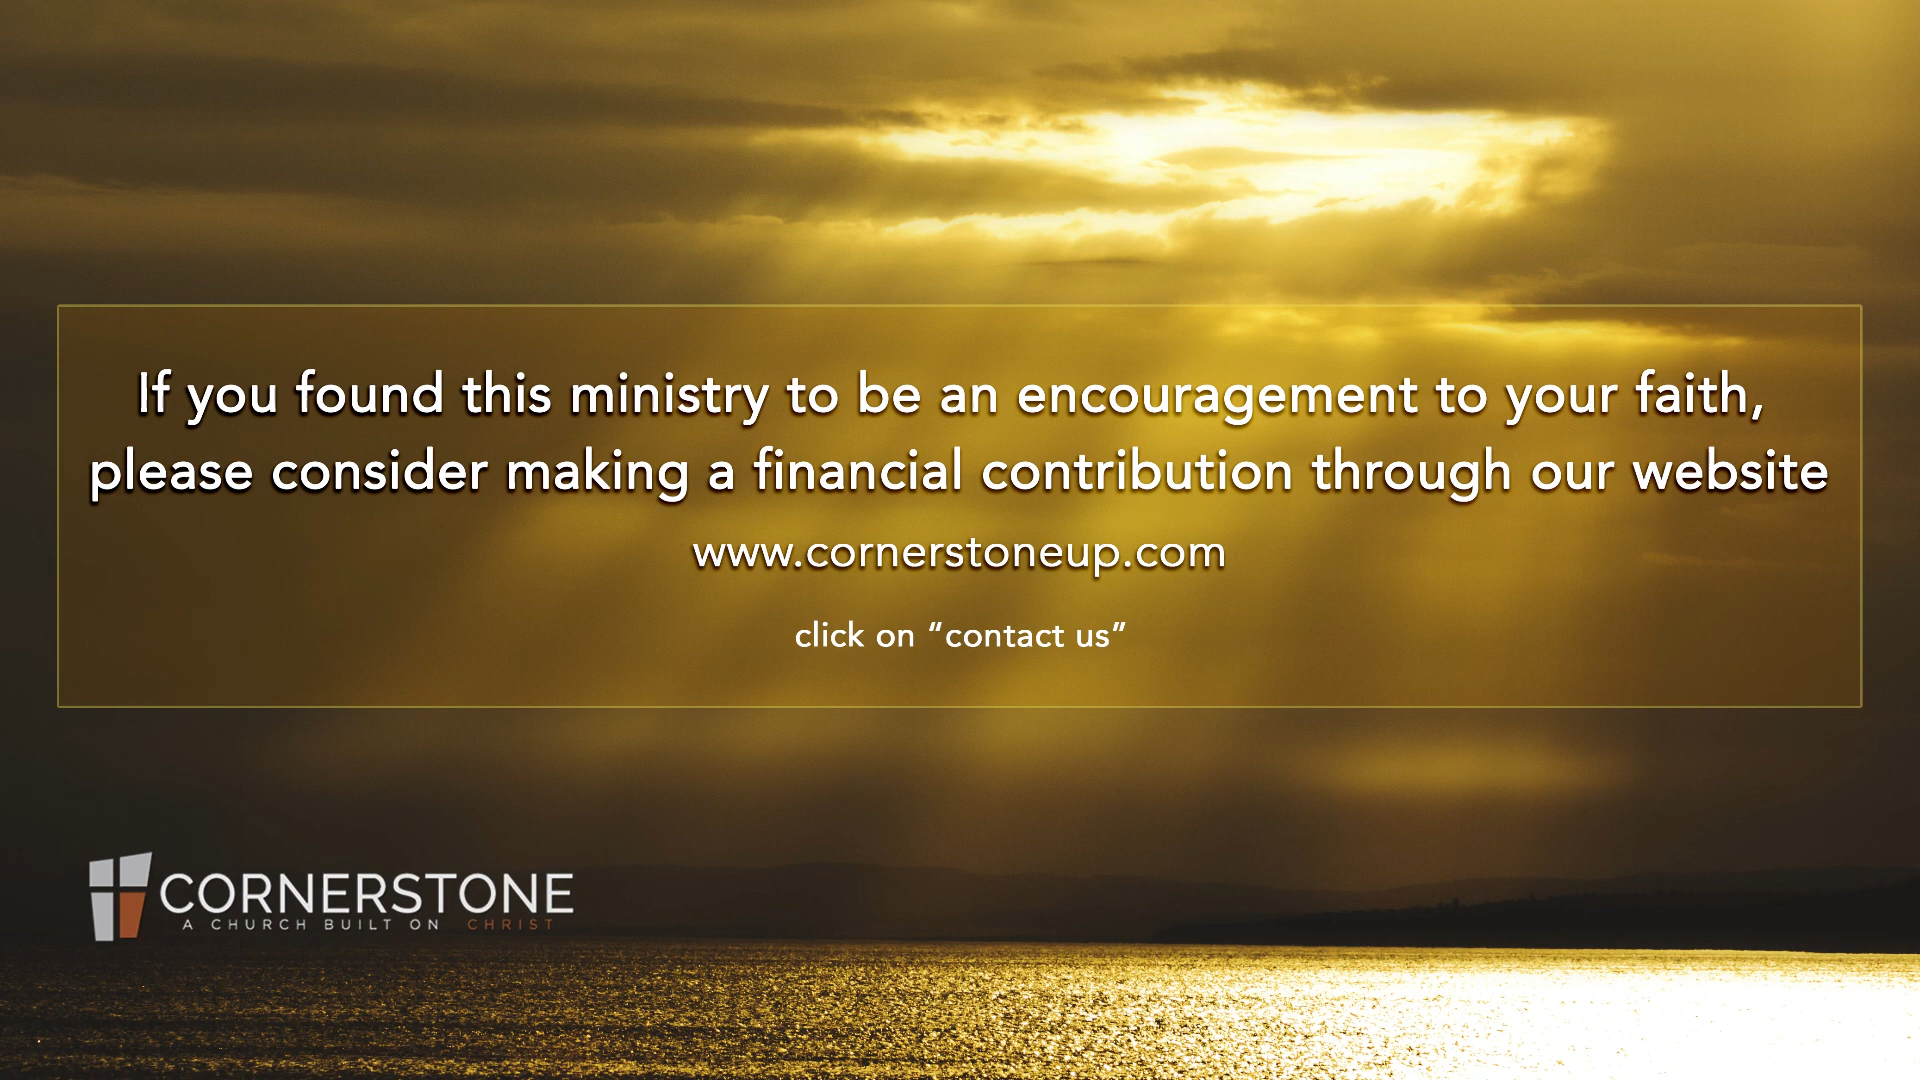 If you found this ministry to be an encouragement to your faith,
please consider making a financial contribution through our website
www.cornerstoneup.com
click on “contact us”
CORNERSTONE
A CHURCH BUILT ON CHRIST